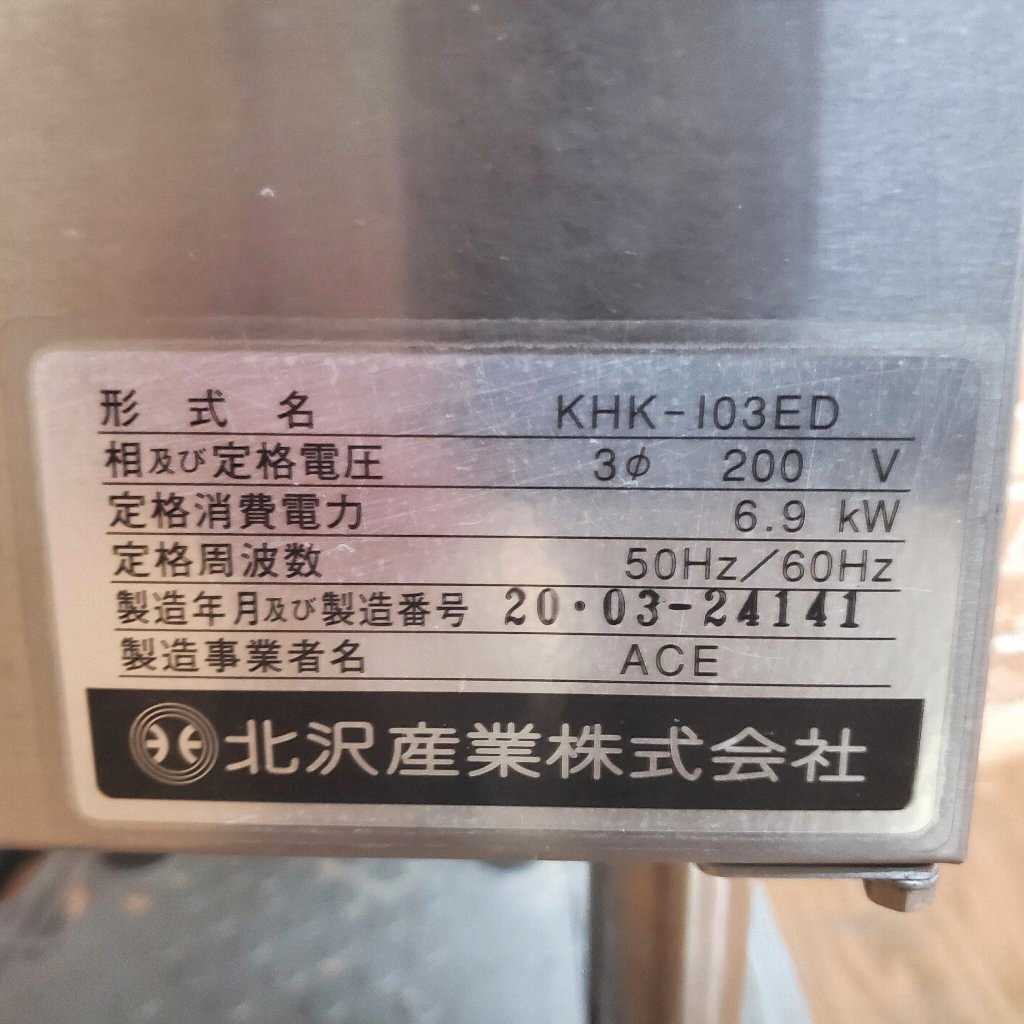 形式名 KHK-103ED
相及び定格電圧 3φ 200 V
定格消費電力 6.9 kW
定格周波数 50Hz/60Hz
製造年月及び製造番号 20・03-24141
製造事業者名 ACE
北沢産業株式会社